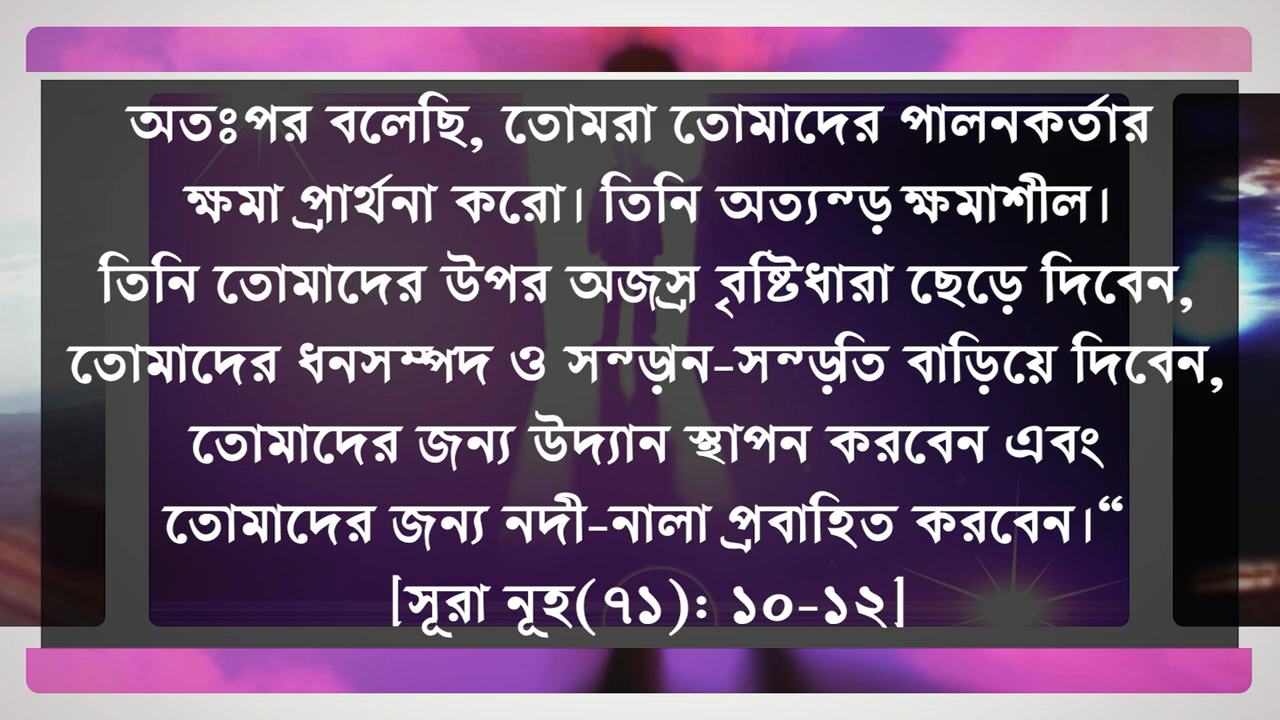 অতঃপর বলেছি, তোমরা তোমাদের পালনকর্তার
ক্ষমা প্রার্থনা করো। তিনি অত্যন্ড় ক্ষমাশীল।
তিনি তোমাদের উপর অজস্র বৃষ্টিধারা ছেড়ে দিবেন,
তোমাদের ধনসম্পদ ও সন্ড়ান-সন্ড়তি বাড়িয়ে দিবেন,
তোমাদের জন্য উদ্যান স্থাপন করবেন এবং
তোমাদের জন্য নদী-নালা প্রবাহিত করবেন।“
[সূরা নূহ(৭১): ১০-১২]